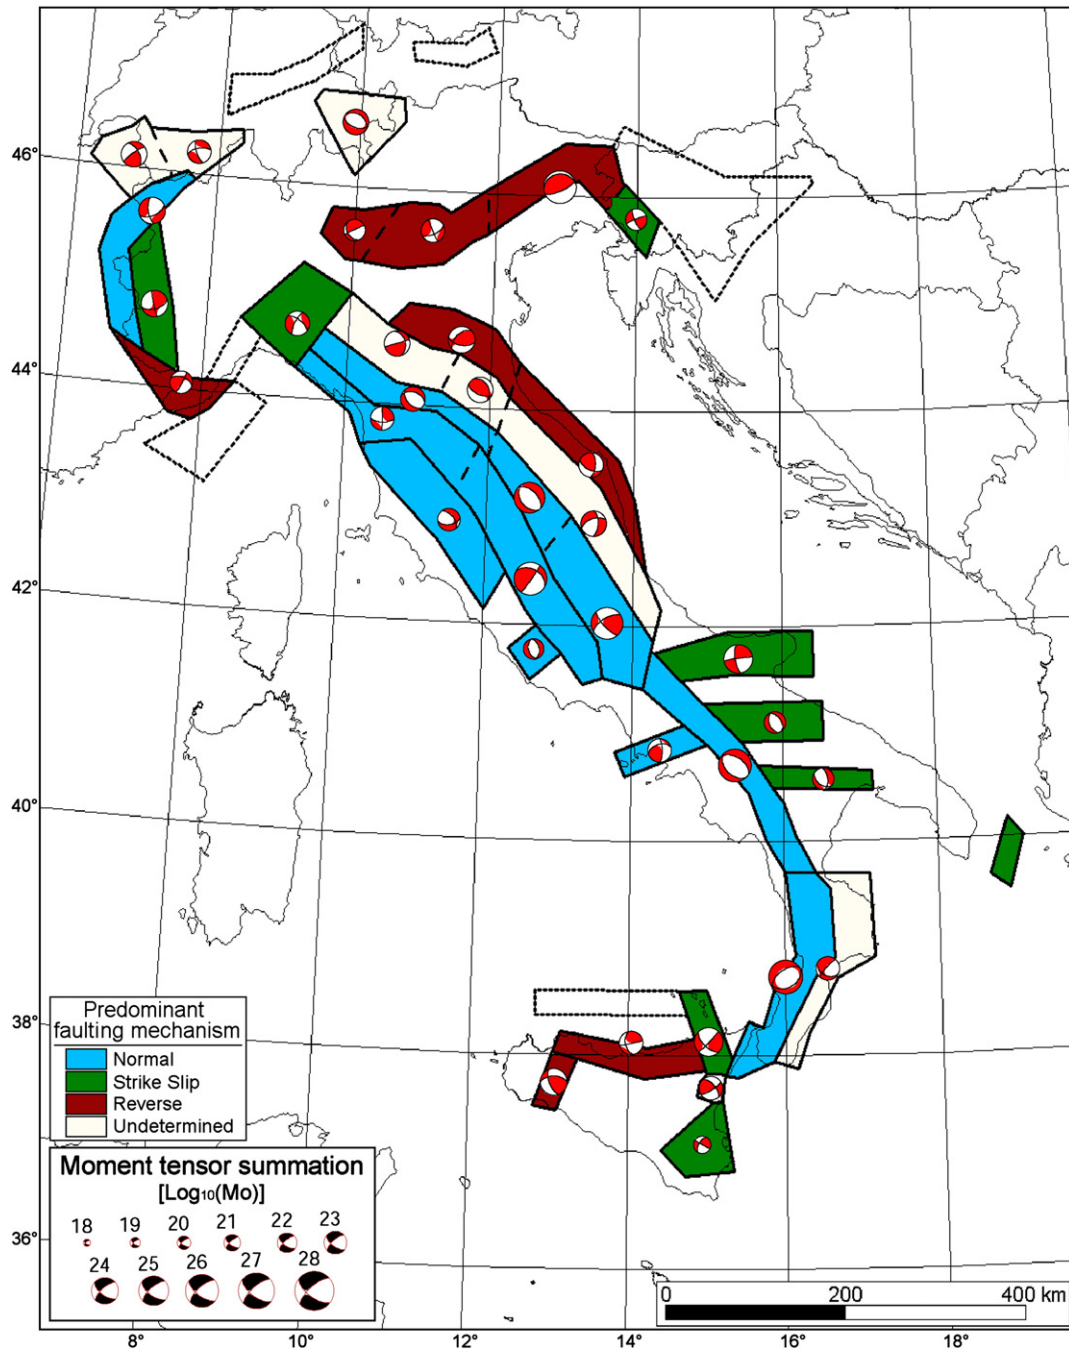 46°
44°
42°
40°
38°
36°
Predominant
faulting mechanism
Normal
Strike Slip
Reverse
Undetermined
Moment tensor summation
[Log10(Mo)]
18 19 20 21 22 23
24 25 26 27 28
0 200 400 km
8° 10° 12° 14° 16° 18°